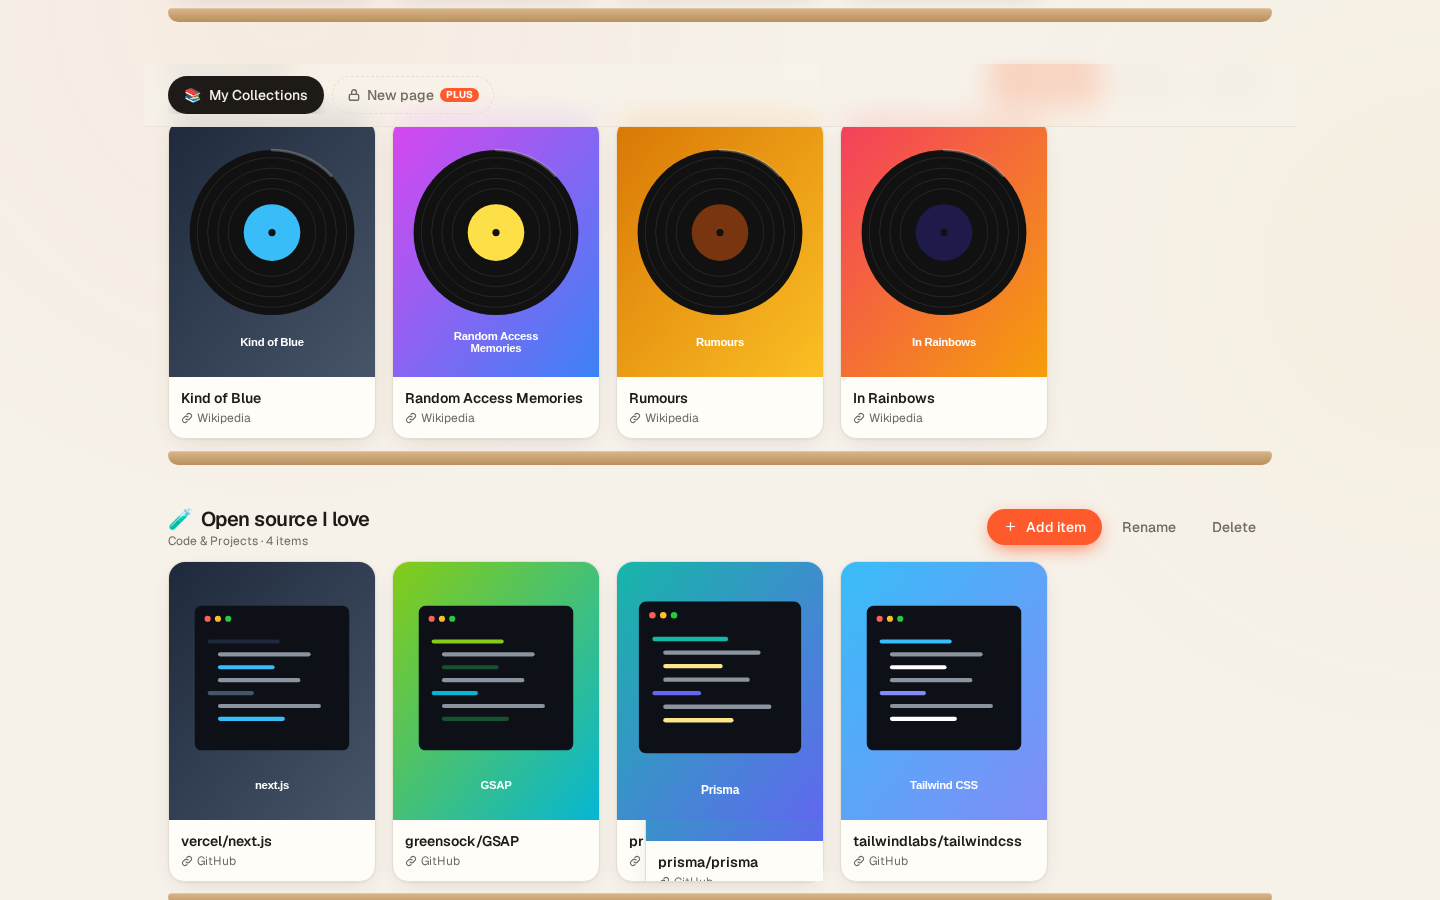 My Collections
New page PLUS
Kind of Blue
Random Access
Memories
Rumours
In Rainbows
Kind of Blue
Wikipedia
Random Access Memories
Wikipedia
Rumours
Wikipedia
In Rainbows
Wikipedia
Open source I love
Code & Projects · 4 items
Add item
Rename
Delete
next.js
GSAP
Prisma
Tailwind CSS
vercel/next.js
GitHub
greensock/GSAP
GitHub
pr
prisma/prisma
GitHub
tailwindlabs/tailwindcss
GitHub